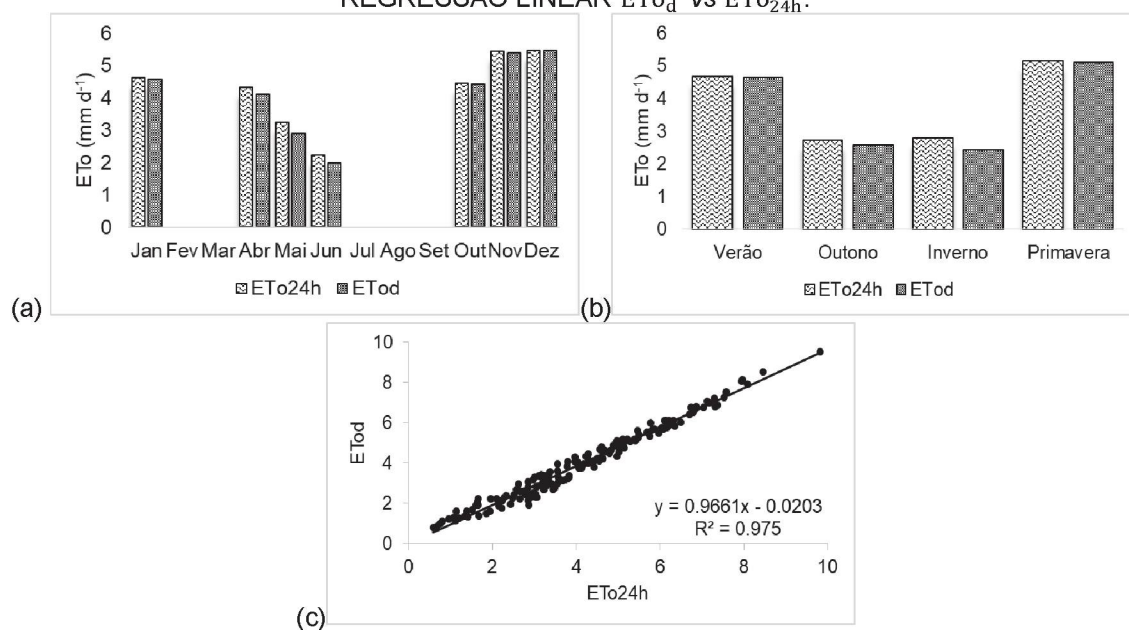 REGRESSÃO LINEAR ETo_d vs ETo_24h.
6
5
4
3
2
1
0
ETo (mm d⁻¹)
Jan Fev Mar Abr Mai Jun Jul Ago Set Out Nov Dez
ETo24h ETod
(a)
6
5
4
3
2
1
0
ETo (mm d⁻¹)
Verão Outono Inverno Primavera
ETo24h ETod
(b)
10
8
6
4
2
0
ETod
y = 0.9661x - 0.0203
R² = 0.975
0 2 4 6 8 10
ETo24h
(c)